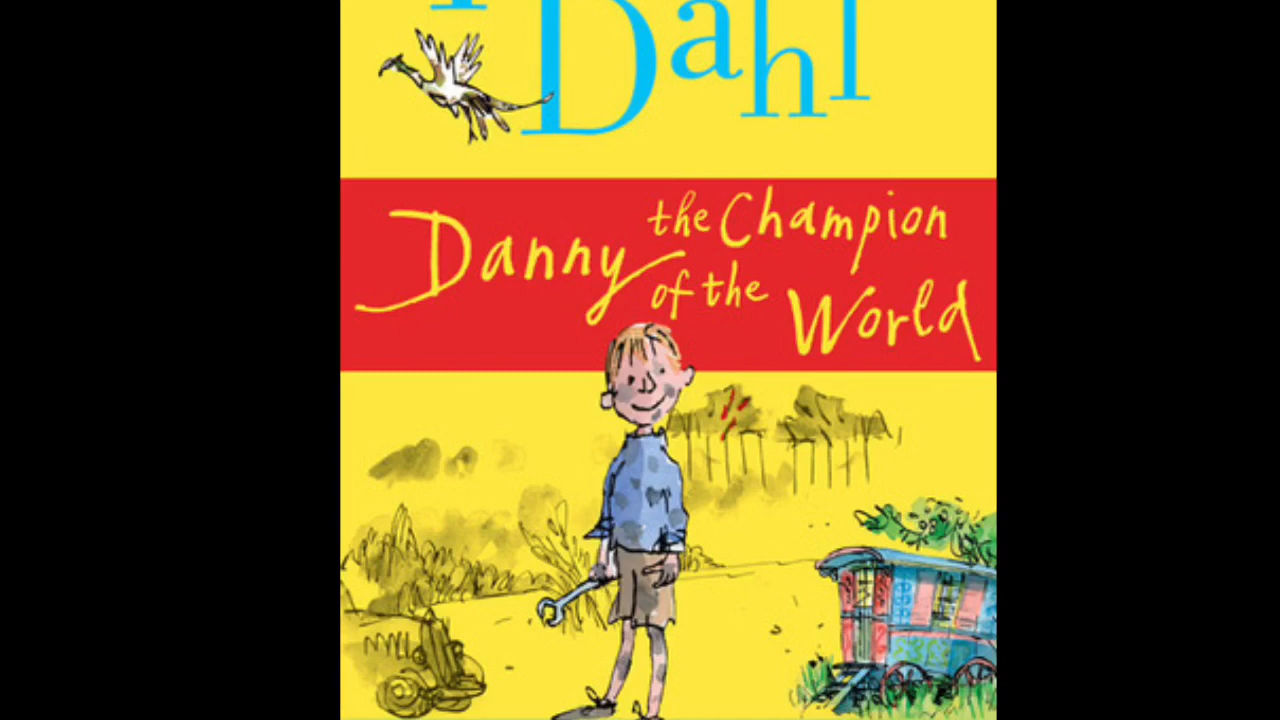 Dahl
Danny the Champion
of the World